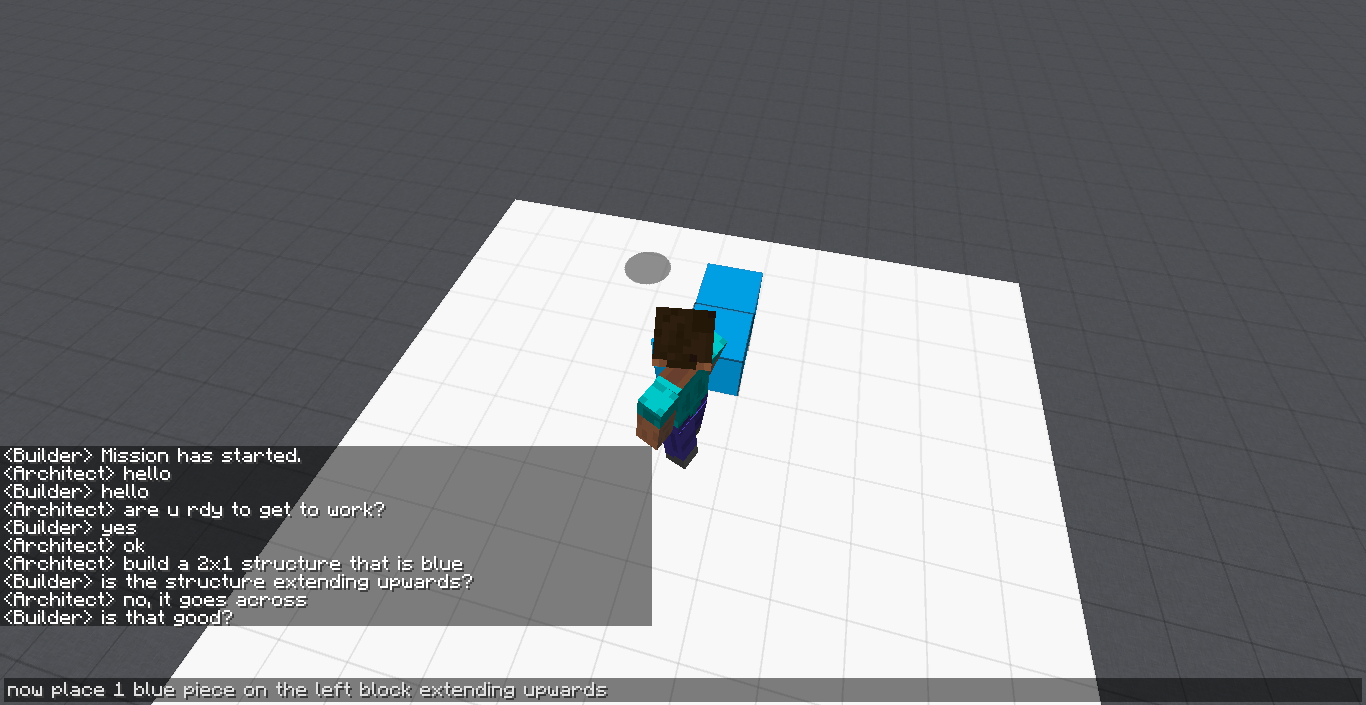 <Builder> Mission has started.
<Architect> hello
<Builder> hello
<Architect> are u rdy to get to work?
<Builder> yes
<Architect> ok
<Architect> build a 2x1 structure that is blue
<Builder> is the structure extending upwards?
<Architect> no, it goes across
<Builder> is that good?
now place 1 blue piece on the left block extending upwards